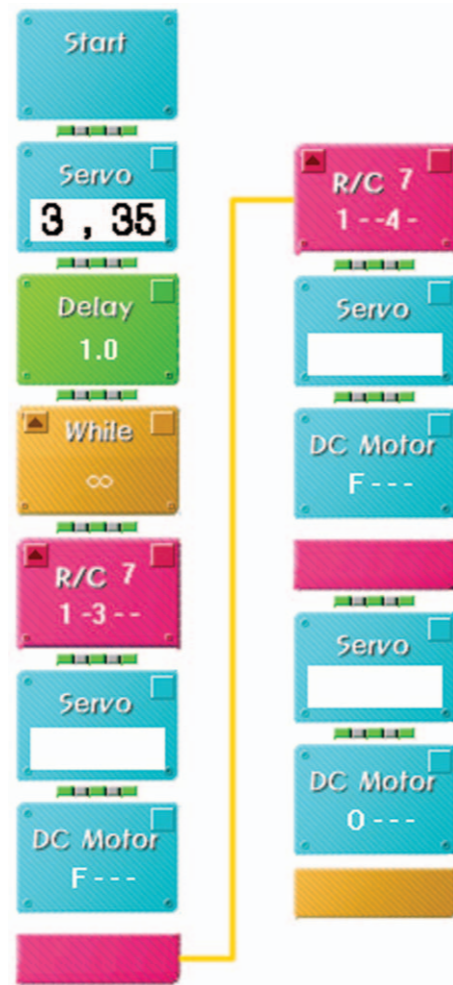 Start
Servo
3 , 35
Delay
1.0
While
∞
R/C 7
1 -3- -
Servo
DC Motor
F - - -
R/C 7
1 - -4 -
Servo
DC Motor
F - - -
Servo
DC Motor
O - - -